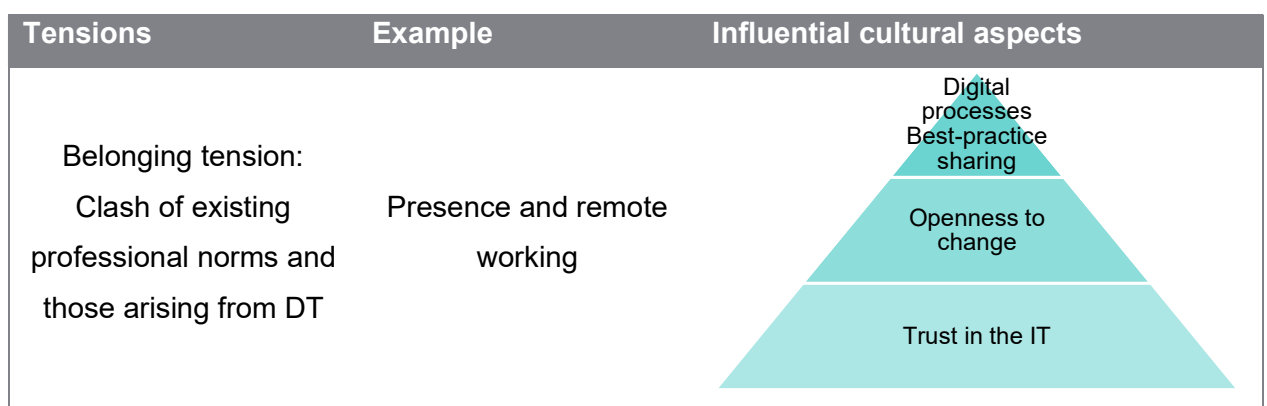 Tensions Example Influential cultural aspects
Belonging tension:
Clash of existing
professional norms and
those arising from DT
Presence and remote
working
Digital
processes
Best-practice
sharing
Openness to
change
Trust in the IT